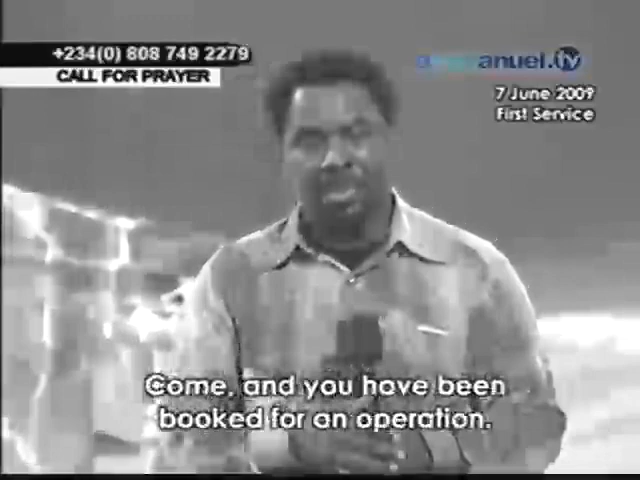 +234(0) 808 749 2279
CALL FOR PRAYER
anuel.tv
7 June 2009
First Service
Come, and you have been
booked for an operation.